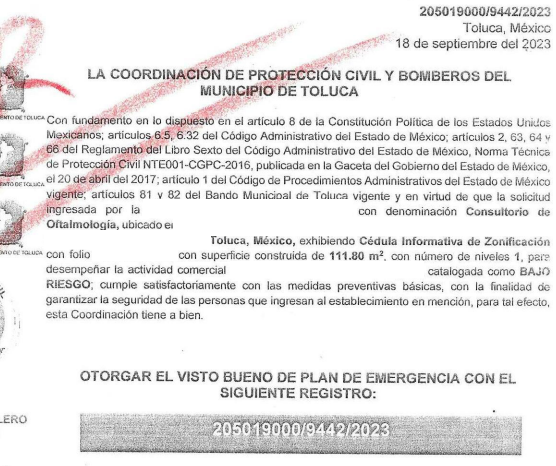 205019000/9442/2023
Toluca, México
18 de septiembre del 2023
LA COORDINACIÓN DE PROTECCIÓN CIVIL Y BOMBEROS DEL
MUNICIPIO DE TOLUCA
Con fundamento en lo dispuesto en el artículo 8 de la Constitución Política de los Estados Unidos
Mexicanos; artículos 6.5, 6.32 del Código Administrativo del Estado de México; artículos 2, 63, 64 y
66 del Reglamento del Libro Sexto del Código Administrativo del Estado de México, Norma Técnica
de Protección Civil NTE001-CGPC-2016, publicada en la Gaceta del Gobierno del Estado de México,
el 20 de abril del 2017; artículo 1 del Código de Procedimientos Administrativos del Estado de México
vigente; artículos 81 y 82 del Bando Municipal de Toluca vigente y en virtud de que la solicitud
ingresada por la con denominación Consultorio de
Oftalmología, ubicado en
Toluca, México, exhibiendo Cédula Informativa de Zonificación
con folio con superficie construida de 111.80 m², con número de niveles 1, para
desempeñar la actividad comercial catalogada como BAJO
RIESGO; cumple satisfactoriamente con las medidas preventivas básicas, con la finalidad de
garantizar la seguridad de las personas que ingresan al establecimiento en mención, para tal efecto,
esta Coordinación tiene a bien.
OTORGAR EL VISTO BUENO DE PLAN DE EMERGENCIA CON EL
SIGUIENTE REGISTRO:
LERO
205019000/9442/2023